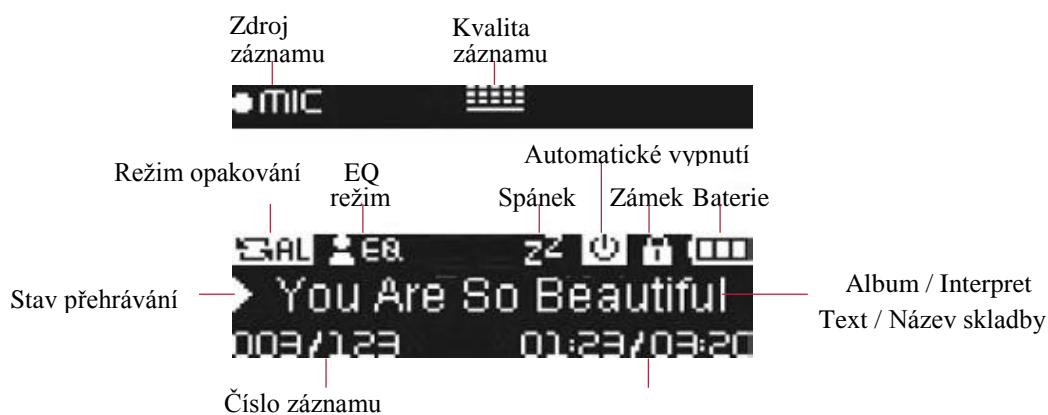 Zdroj
záznamu
Kvalita
záznamu
MIC
Automatické vypnutí
Režim opakování
EQ
režim
Spánek
Zámek
Baterie
AL
EQ
zZ
Stav přehrávání
You Are So Beautiful
Album / Interpret
Text / Název skladby
003/123
01:23/03:20
Číslo záznamu